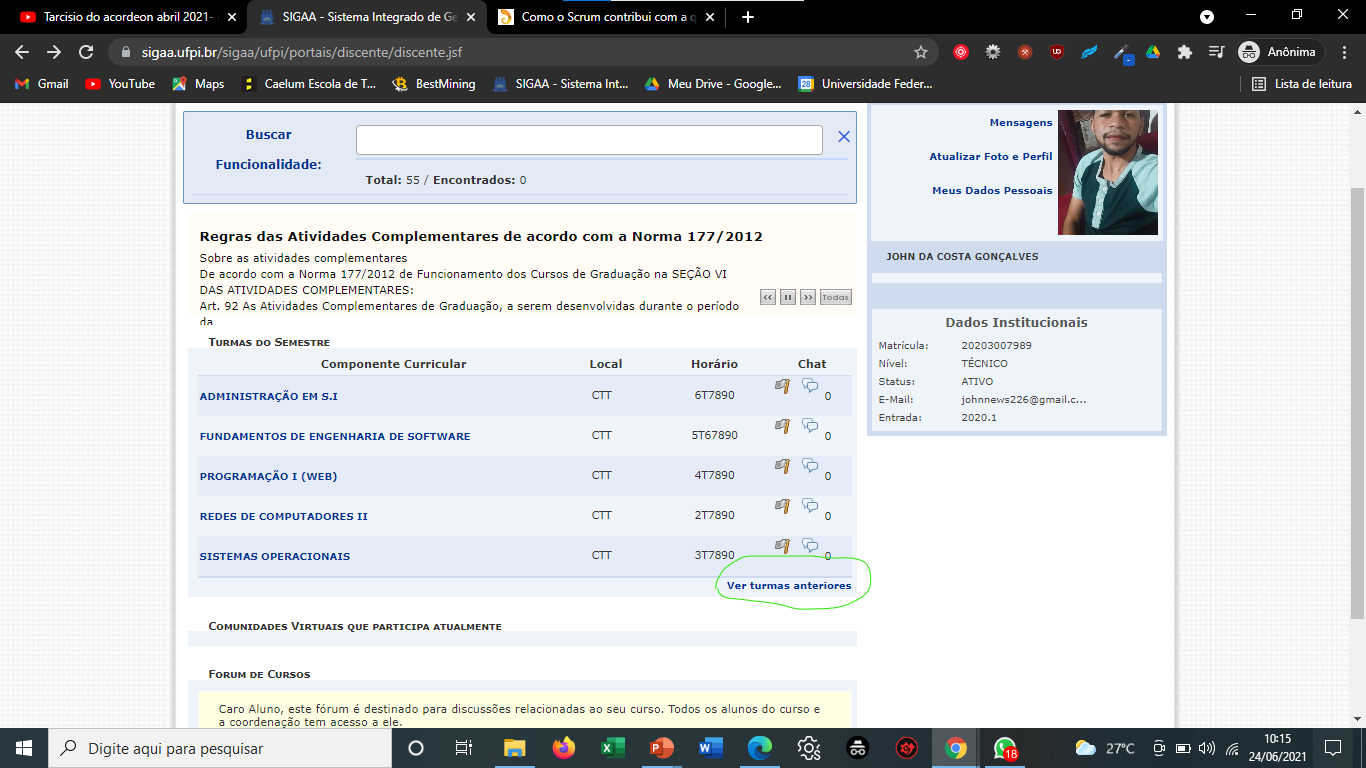 Tarcisio do acordeon abril 2021-
SIGAA - Sistema Integrado de Ge
Como o Scrum contribui com a q
sigaa.ufpi.br/sigaa/ufpi/portais/discente/discente.jsf
Anônima
Gmail
YouTube
Maps
Caelum Escola de T...
BestMining
SIGAA - Sistema Int...
Meu Drive - Google...
28
Universidade Feder...
Lista de leitura
Buscar
Funcionalidade:
Total: 55 / Encontrados: 0
Regras das Atividades Complementares de acordo com a Norma 177/2012
Sobre as atividades complementares
De acordo com a Norma 177/2012 de Funcionamento dos Cursos de Graduação na SEÇÃO VI
DAS ATIVIDADES COMPLEMENTARES:
Art. 92 As Atividades Complementares de Graduação, a serem desenvolvidas durante o período
da
Todas
Turmas do Semestre
Componente Curricular Local Horário Chat
ADMINISTRAÇÃO EM S.I CTT 6T7890 0
FUNDAMENTOS DE ENGENHARIA DE SOFTWARE CTT 5T67890 0
PROGRAMAÇÃO I (WEB) CTT 4T7890 0
REDES DE COMPUTADORES II CTT 2T7890 0
SISTEMAS OPERACIONAIS CTT 3T7890 0
Ver turmas anteriores
Comunidades Virtuais que participa atualmente
Forum de Cursos
Caro Aluno, este fórum é destinado para discussões relacionadas ao seu curso. Todos os alunos do curso e
a coordenação tem acesso a ele.
Mensagens
Atualizar Foto e Perfil
Meus Dados Pessoais
JOHN DA COSTA GONÇALVES
Dados Institucionais
Matrícula: 20203007989
Nível: TÉCNICO
Status: ATIVO
E-Mail: johnnews226@gmail.c...
Entrada: 2020.1
Digite aqui para pesquisar
18
27°C
10:15
24/06/2021